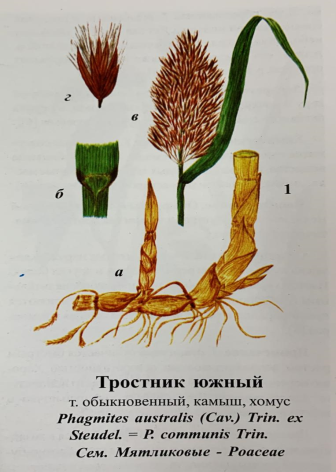 г
в
б
1
а
Тростник южный
т. обыкновенный, камыш, хомус
Phagmites australis (Cav.) Trin. ex
Steudel. = P. communis Trin.
Сем. Мятликовые - Poaceae